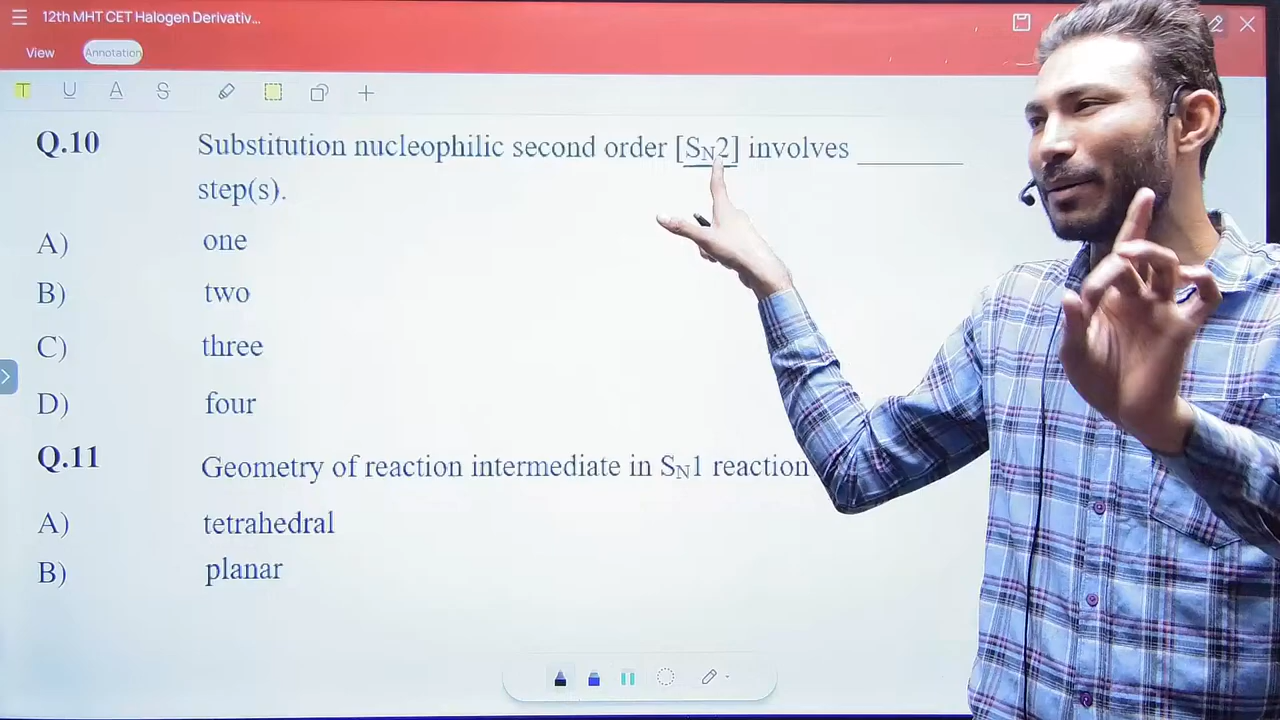 12th MHT CET Halogen Derivativ...
View
Annotation
T U A S
Q.10 Substitution nucleophilic second order [SN2] involves ________
step(s).
A) one
B) two
C) three
D) four
Q.11 Geometry of reaction intermediate in SN1 reaction
A) tetrahedral
B) planar